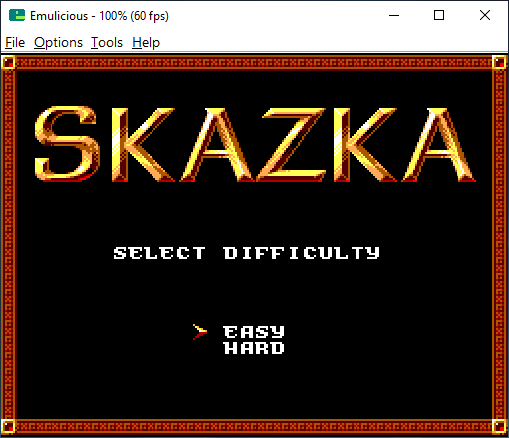 Emulicious - 100% (60 fps)
File Options Tools Help
SKAZKA
SELECT DIFFICULTY
EASY
HARD